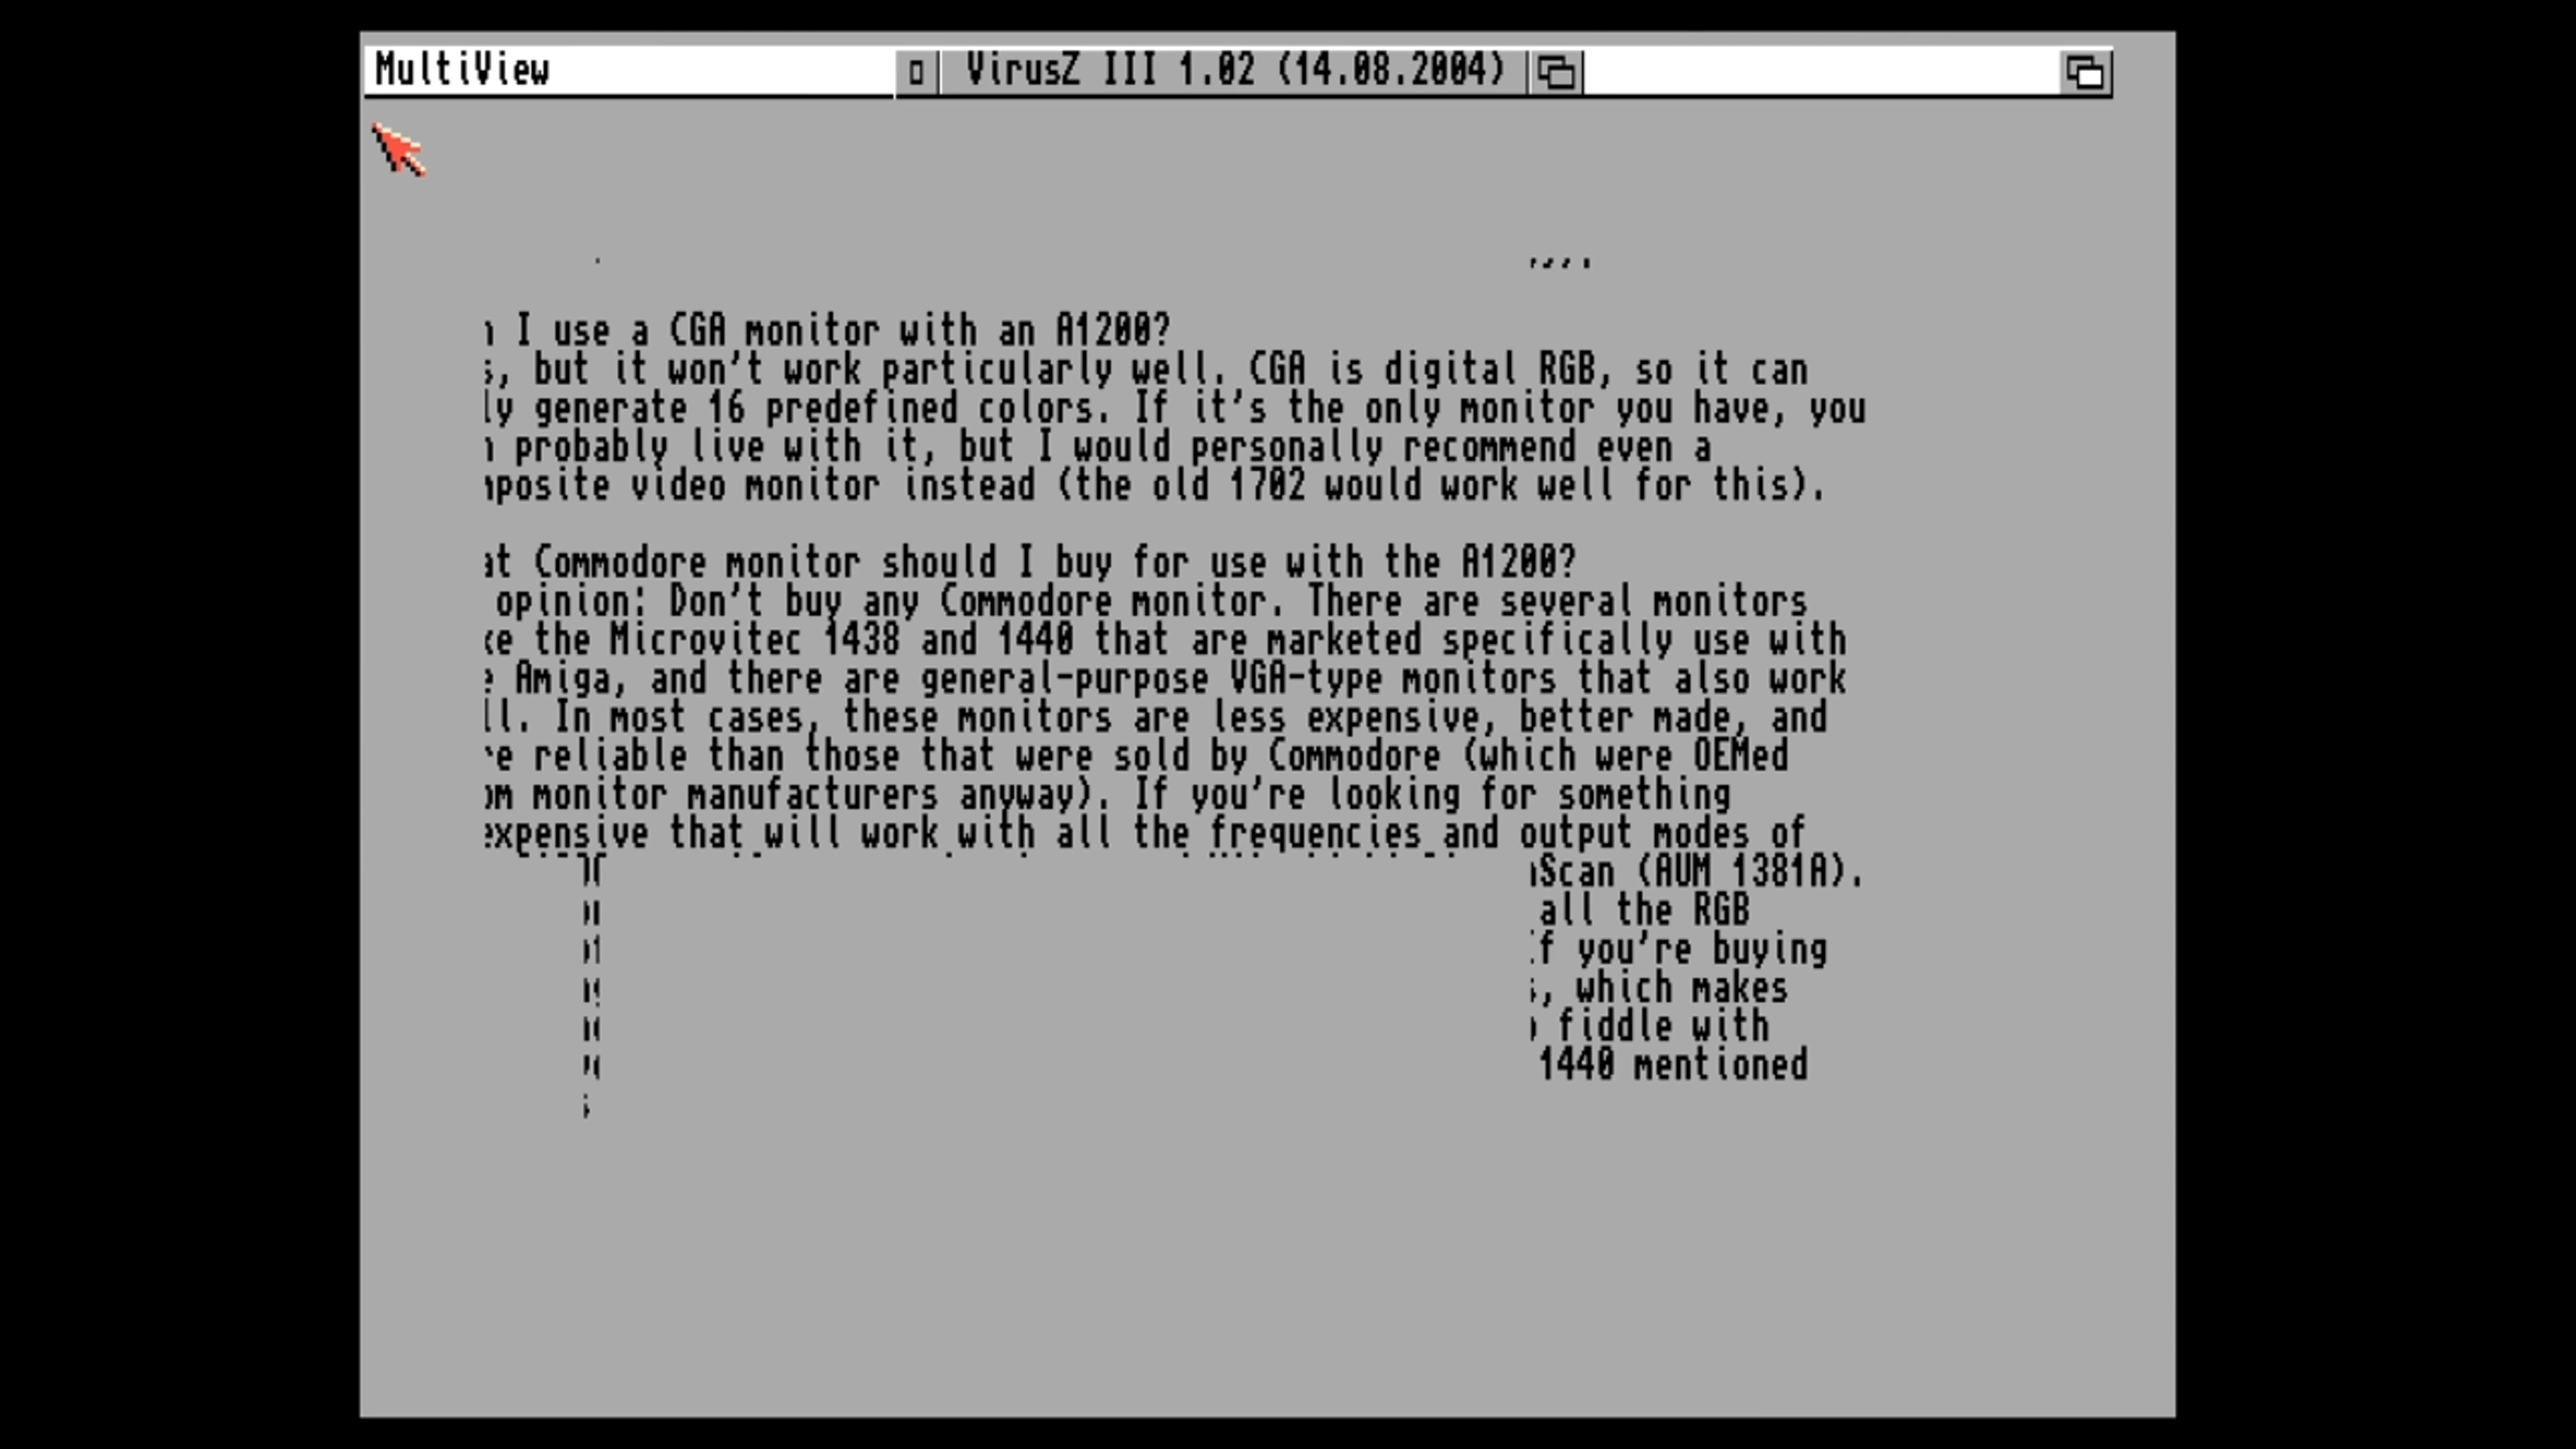 MultiView VirusZ III 1.02 (14.08.2004)
I use a CGA monitor with an A1200?
but it won't work particularly well. CGA is digital RGB, so it can
ly generate 16 predefined colors. If it's the only monitor you have, you
probably live with it, but I would personally recommend even a
posite video monitor instead (the old 1702 would work well for this).
at Commodore monitor should I buy for use with the A1200?
opinion: Don't buy any Commodore monitor. There are several monitors
ke the Microvitec 1438 and 1440 that are marketed specifically use with
Amiga, and there are general-purpose VGA-type monitors that also work
ll. In most cases, these monitors are less expensive, better made, and
re reliable than those that were sold by Commodore (which were OEMed
om monitor manufacturers anyway). If you're looking for something
expensive that will work with all the frequencies and output modes of
Scan (AUM 1381A).
all the RGB
f you're buying
, which makes
fiddle with
1440 mentioned